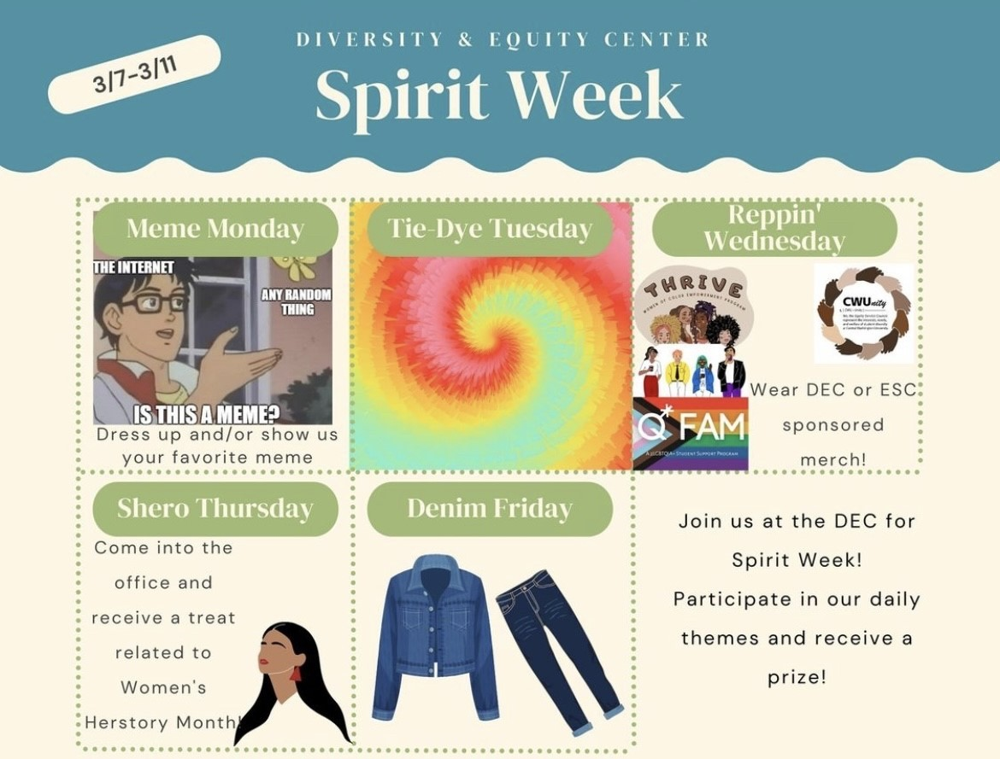 DIVERSITY & EQUITY CENTER
3/7-3/11
Spirit Week
Meme Monday
THE INTERNET
ANY RANDOM
THING
IS THIS A MEME?
Dress up and/or show us
your favorite meme
Tie-Dye Tuesday
Reppin'
Wednesday
THRIVE
WOMEN OF COLOR EMPOWERMENT PROGRAM
CWUnity
Q* FAM
A LGBTQIA+ STUDENT SUPPORT PROGRAM
Wear DEC or ESC
sponsored
merch!
Shero Thursday
Come into the
office and
receive a treat
related to
Women's
Herstory Month!
Denim Friday
Join us at the DEC for
Spirit Week!
Participate in our daily
themes and receive a
prize!